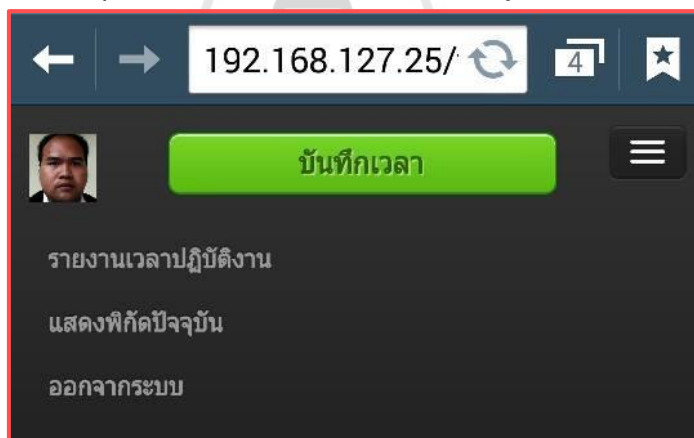 192.168.127.25/
4
บันทึกเวลา
รายงานเวลาปฏิบัติงาน
แสดงพิกัดปัจจุบัน
ออกจากระบบ